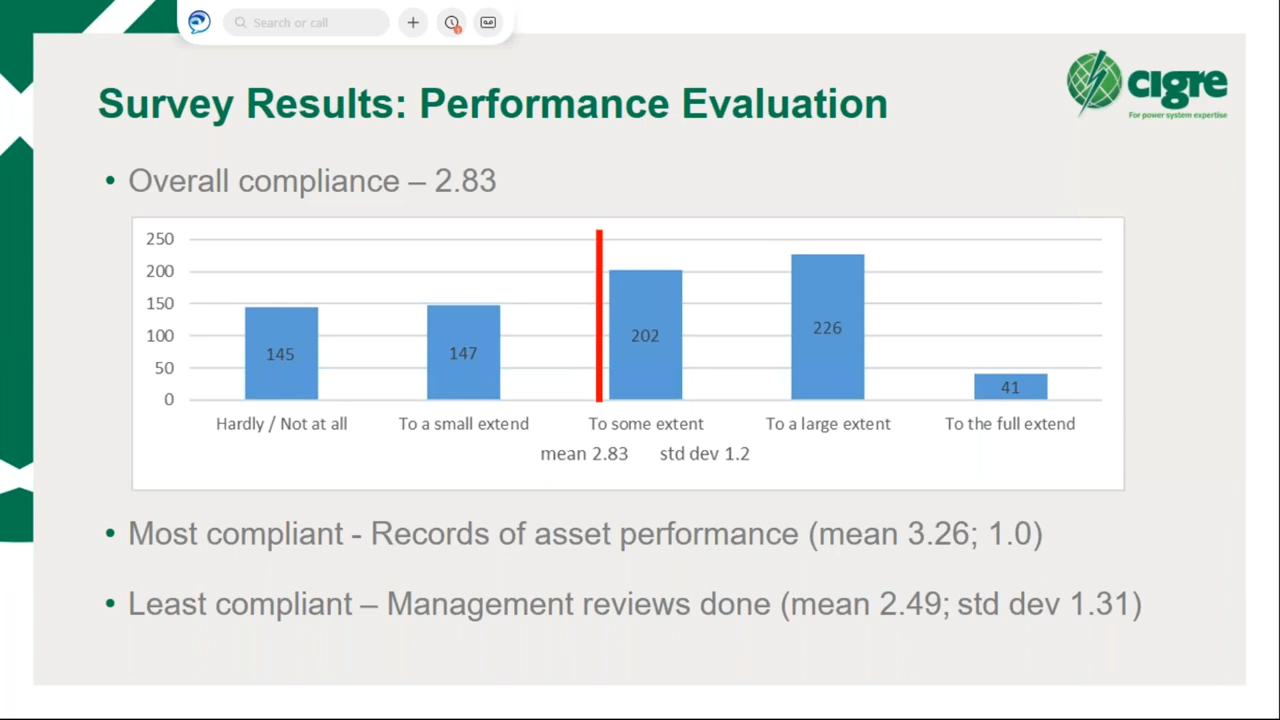 Search or call
cigre
For power system expertise
Survey Results: Performance Evaluation
• Overall compliance – 2.83
250
200
150
100
50
0
145
147
202
226
41
Hardly / Not at all
To a small extend
To some extent
To a large extent
To the full extend
mean 2.83 std dev 1.2
• Most compliant - Records of asset performance (mean 3.26; 1.0)
• Least compliant – Management reviews done (mean 2.49; std dev 1.31)